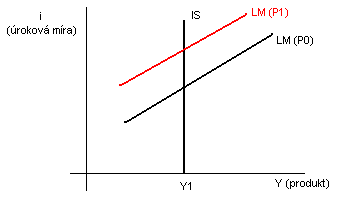 i
(úroková míra)
IS
LM (P1)
LM (P0)
Y1
Y (produkt)